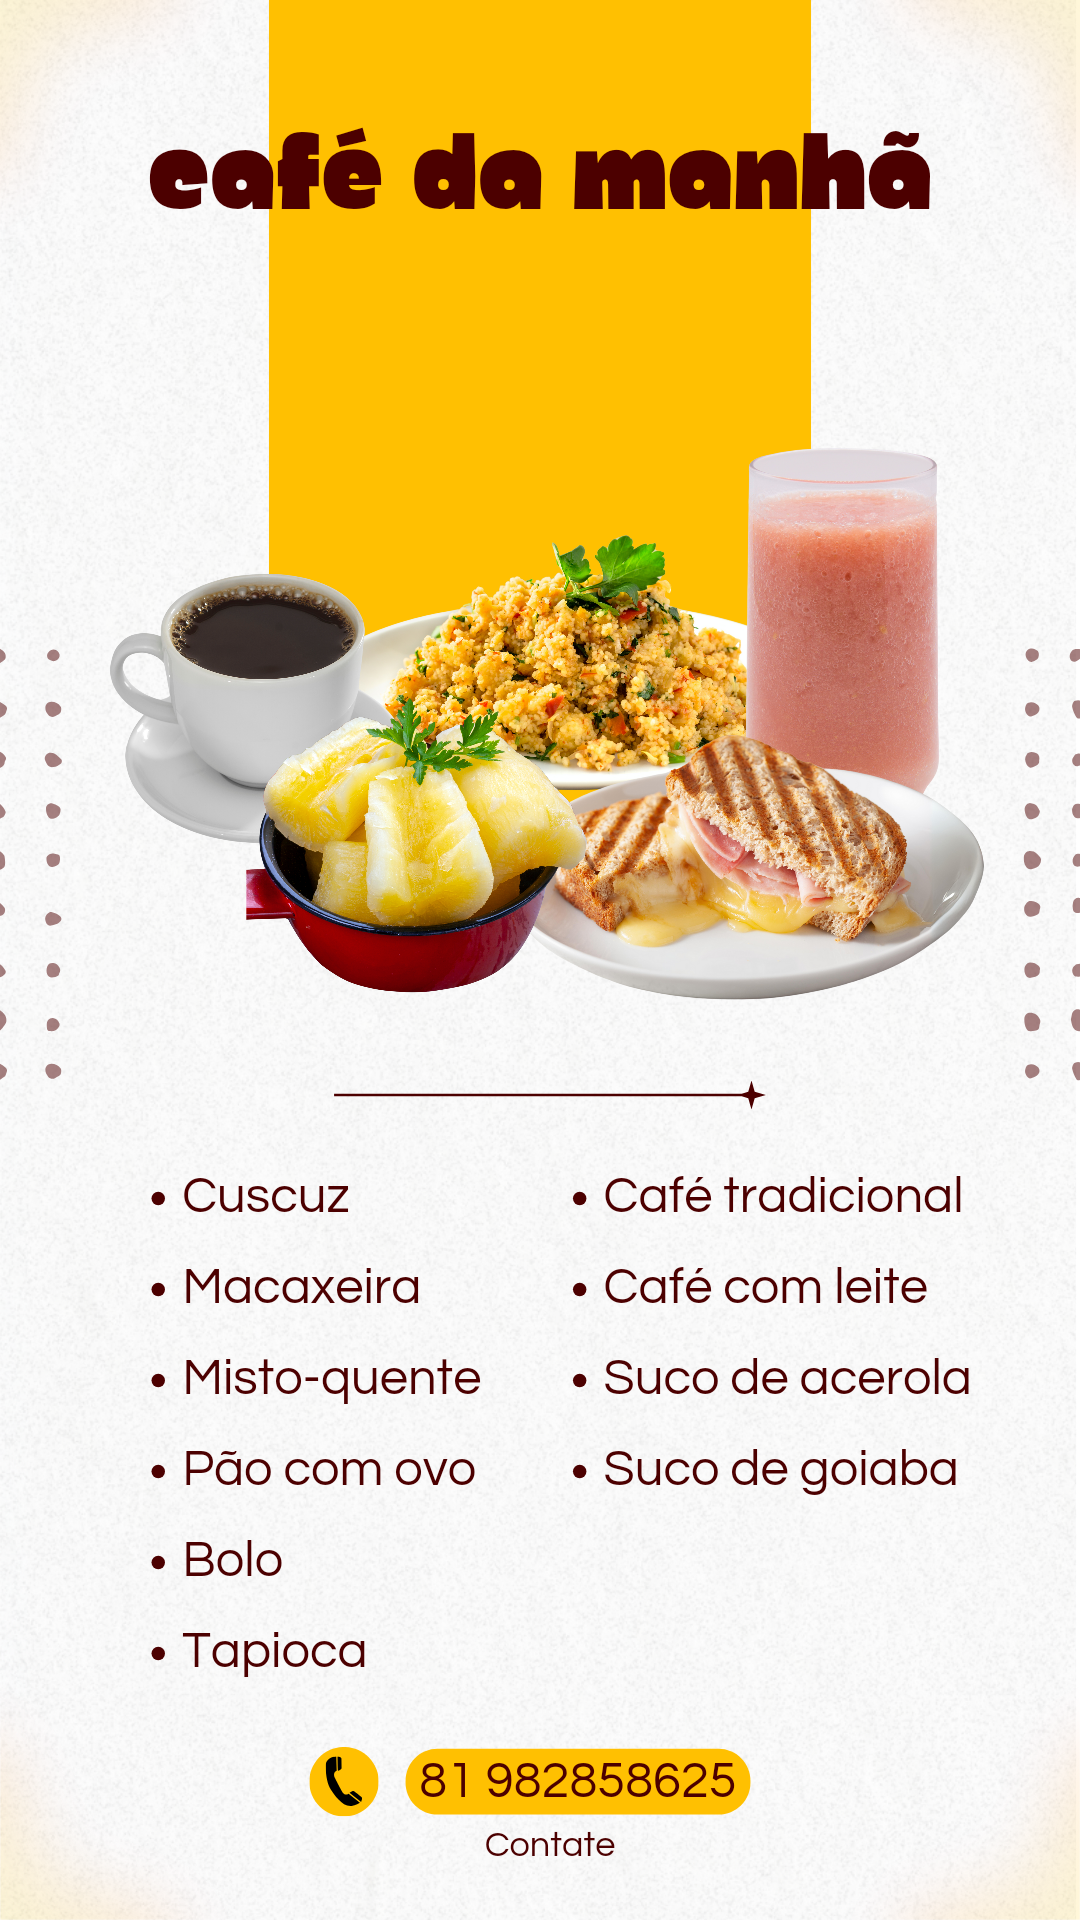 café da manhã
Cuscuz
Macaxeira
Misto-quente
Pão com ovo
Bolo
Tapioca
Café tradicional
Café com leite
Suco de acerola
Suco de goiaba
81 982858625
Contate